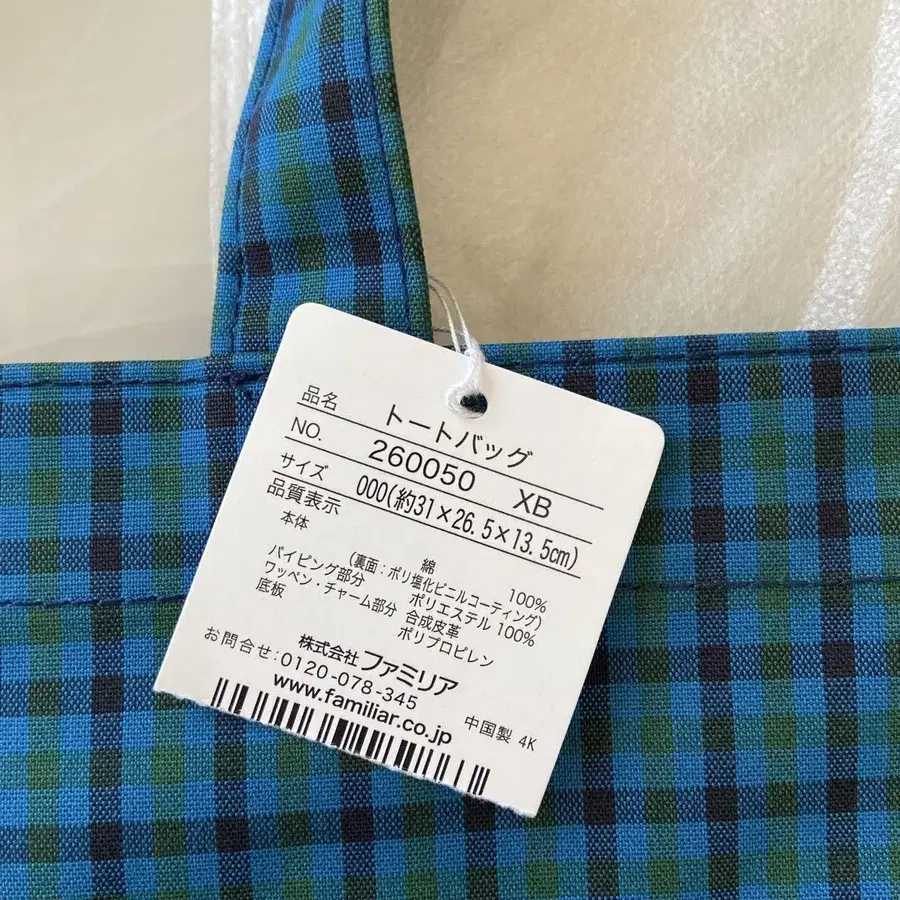 品名 トートバッグ
NO. 260050 XB
サイズ 000(約31×26.5×13.5cm)
品質表示
本体 綿 100%
(裏面:ポリ塩化ビニルコーティング)
パイピング部分 ポリエステル 100%
ワッペン・チャーム部分 合成皮革
底板 ポリプロピレン
株式会社 ファミリア
お問合せ:0120-078-345
www.familiar.co.jp
中国製 4K